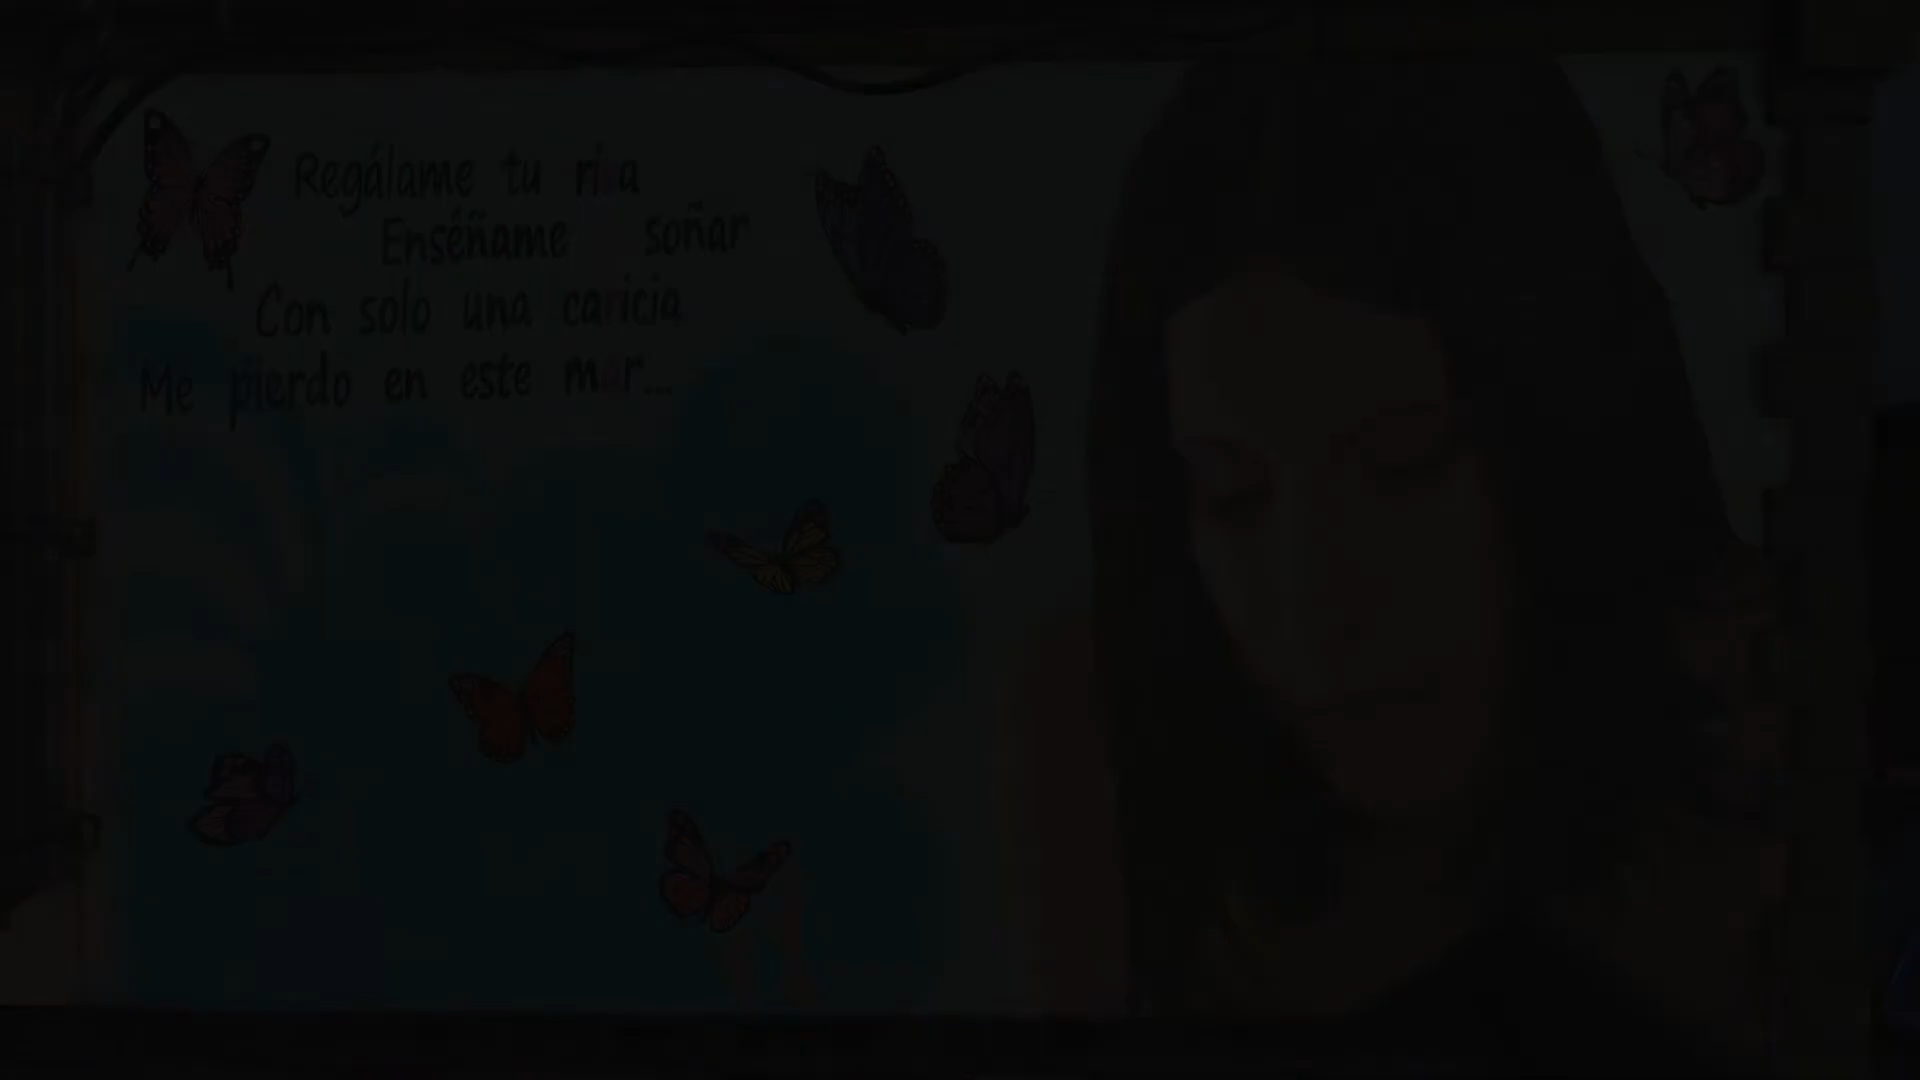 Regálame tu risa
Enséñame soñar
Con solo una caricia
Me pierdo en este mar...